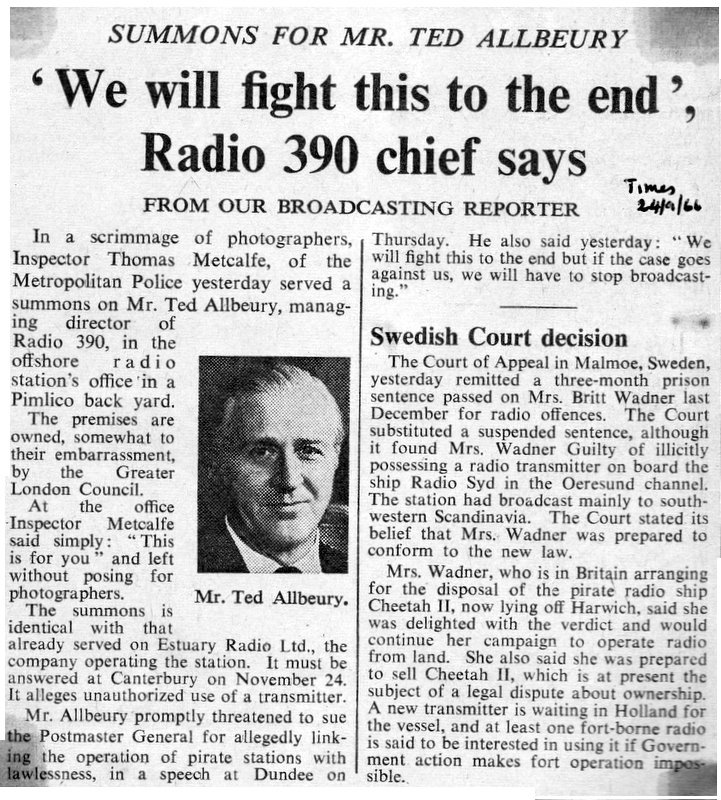 SUMMONS FOR MR. TED ALLBEURY
‘ We will fight this to the end ’,
Radio 390 chief says
FROM OUR BROADCASTING REPORTER
Times
24/9/66
In a scrimmage of photographers,
Inspector Thomas Metcalfe, of the
Metropolitan Police yesterday served a
summons on Mr. Ted Allbeury, manag-
ing director of
Radio 390, in the
offshore radio
station's office in a
Pimlico back yard.
The premises are
owned, somewhat to
their embarrassment,
by the Greater
London Council.
At the office
Inspector Metcalfe
said simply: “ This
is for you ” and left
without posing for
photographers.
The summons is
identical with that
already served on Estuary Radio Ltd., the
company operating the station. It must be
answered at Canterbury on November 24.
It alleges unauthorized use of a transmitter.
Mr. Allbeury promptly threatened to sue
the Postmaster General for allegedly link-
ing the operation of pirate stations with
lawlessness, in a speech at Dundee on
Mr. Ted Allbeury.
Thursday. He also said yesterday: “ We
will fight this to the end but if the case goes
against us, we will have to stop broadcast-
ing.”
Swedish Court decision
The Court of Appeal in Malmoe, Sweden,
yesterday remitted a three-month prison
sentence passed on Mrs. Britt Wadner last
December for radio offences. The Court
substituted a suspended sentence, although
it found Mrs. Wadner Guilty of illicitly
possessing a radio transmitter on board the
ship Radio Syd in the Oeresund channel.
The station had broadcast mainly to south-
western Scandinavia. The Court stated its
belief that Mrs. Wadner was prepared to
conform to the new law.
Mrs. Wadner, who is in Britain arranging
for the disposal of the pirate radio ship
Cheetah II, now lying off Harwich, said she
was delighted with the verdict and would
continue her campaign to operate radio
from land. She also said she was prepared
to sell Cheetah II, which is at present the
subject of a legal dispute about ownership.
A new transmitter is waiting in Holland for
the vessel, and at least one fort-borne radio
is said to be interested in using it if Govern-
ment action makes fort operation impos-
sible.